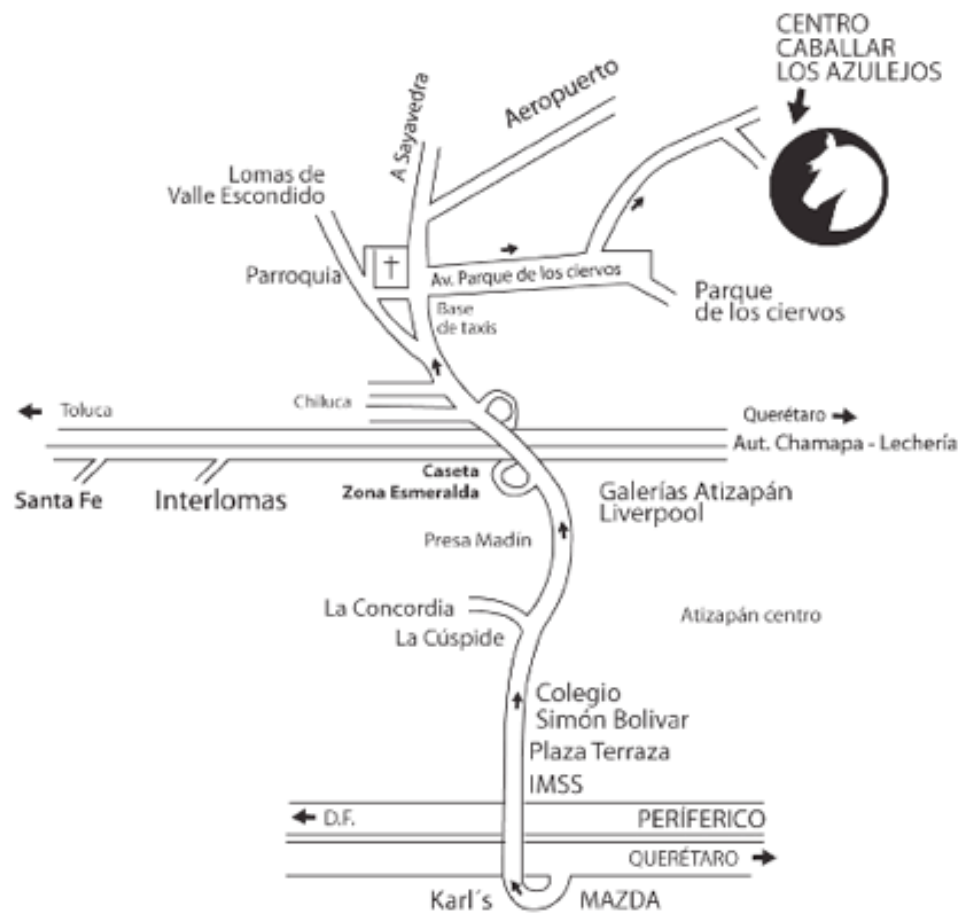 CENTRO
CABALLAR
LOS AZULEJOS
Aeropuerto
A Sayavedra
Lomas de
Valle Escondido
Parroquia
Av. Parque de los ciervos
Parque
de los ciervos
Base
de taxis
Chiluca
Toluca
Querétaro
Aut. Chamapa - Lechería
Santa Fe
Interlomas
Caseta
Zona Esmeralda
Galerías Atizapán
Liverpool
Presa Madín
La Concordia
La Cúspide
Atizapán centro
Colegio
Simón Bolivar
Plaza Terraza
IMSS
D.F.
PERÍFERICO
QUERÉTARO
Karl´s
MAZDA